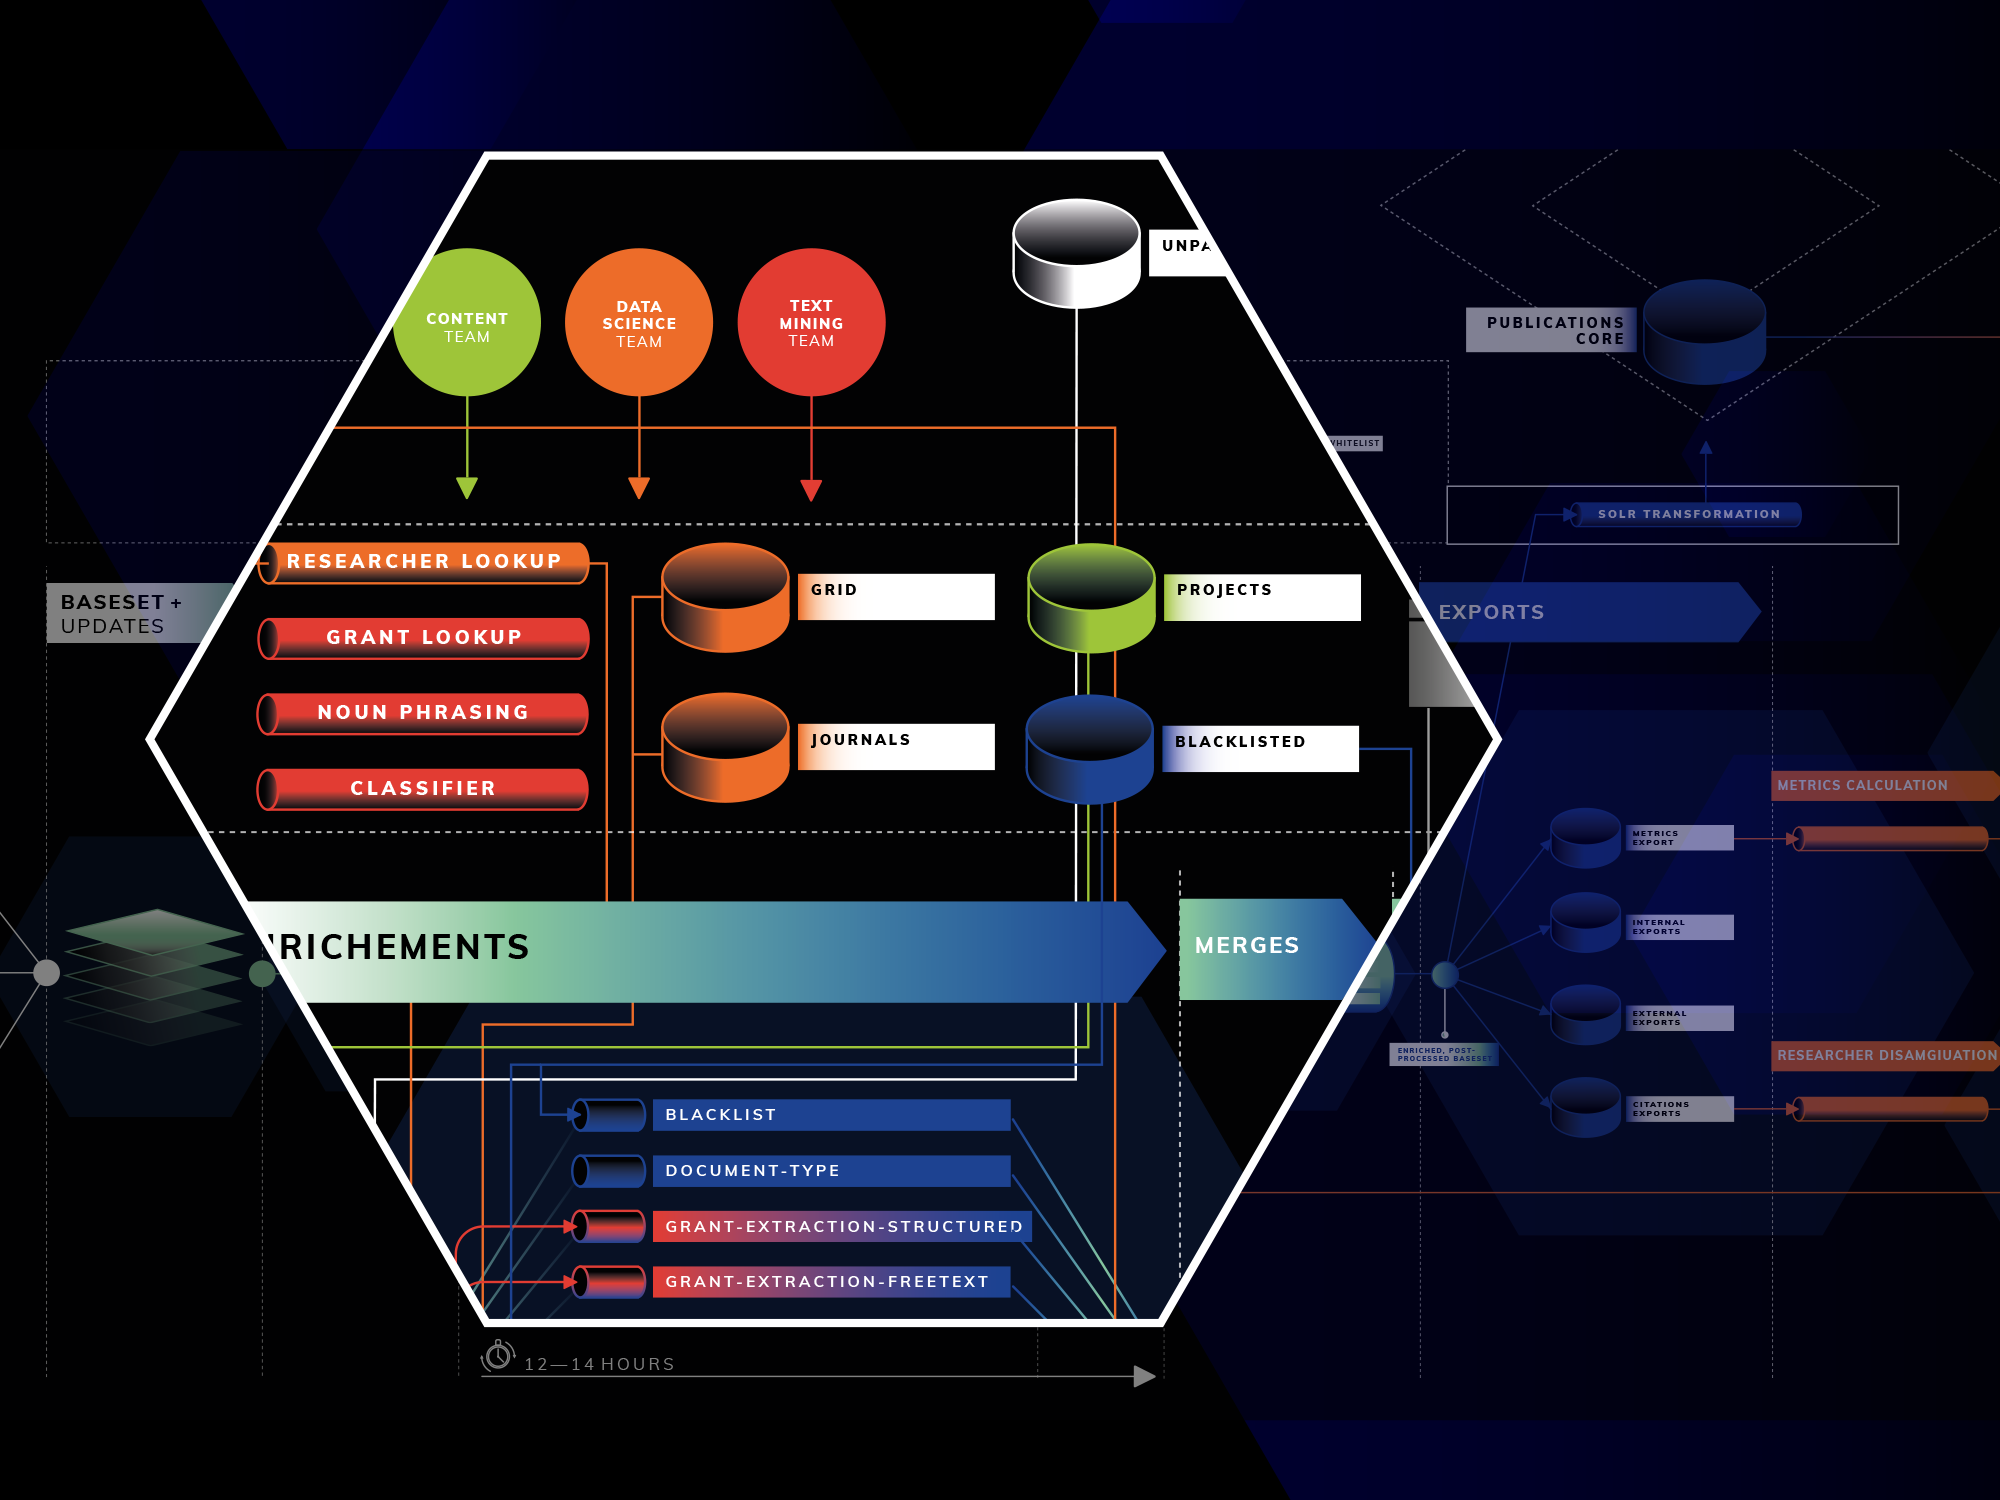 UNPA
CONTENT
TEAM
DATA
SCIENCE
TEAM
TEXT
MINING
TEAM
PUBLICATIONS
CORE
WHITELIST
SOLR TRANSFORMATION
RESEARCHER LOOKUP
GRANT LOOKUP
NOUN PHRASING
CLASSIFIER
GRID
JOURNALS
PROJECTS
BLACKLISTED
BASESET +
UPDATES
EXPORTS
METRICS CALCULATION
METRICS
EXPORT
INTERNAL
EXPORTS
EXTERNAL
EXPORTS
RESEARCHER DISAMGIUATION
CITATIONS
EXPORTS
RICHEMENTS
MERGES
ENRICHED, POST-
PROCESSED BASESET
BLACKLIST
DOCUMENT-TYPE
GRANT-EXTRACTION-STRUCTURED
GRANT-EXTRACTION-FREETEXT
12—14 HOURS